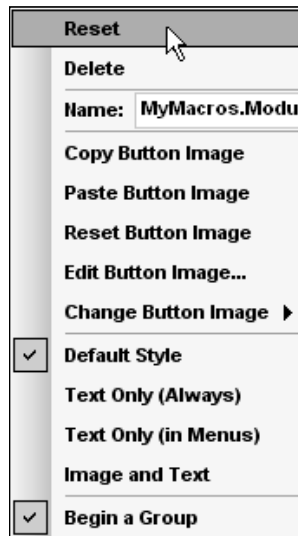 Reset
Delete
Name: MyMacros.Modu
Copy Button Image
Paste Button Image
Reset Button Image
Edit Button Image...
Change Button Image
Default Style
Text Only (Always)
Text Only (in Menus)
Image and Text
Begin a Group